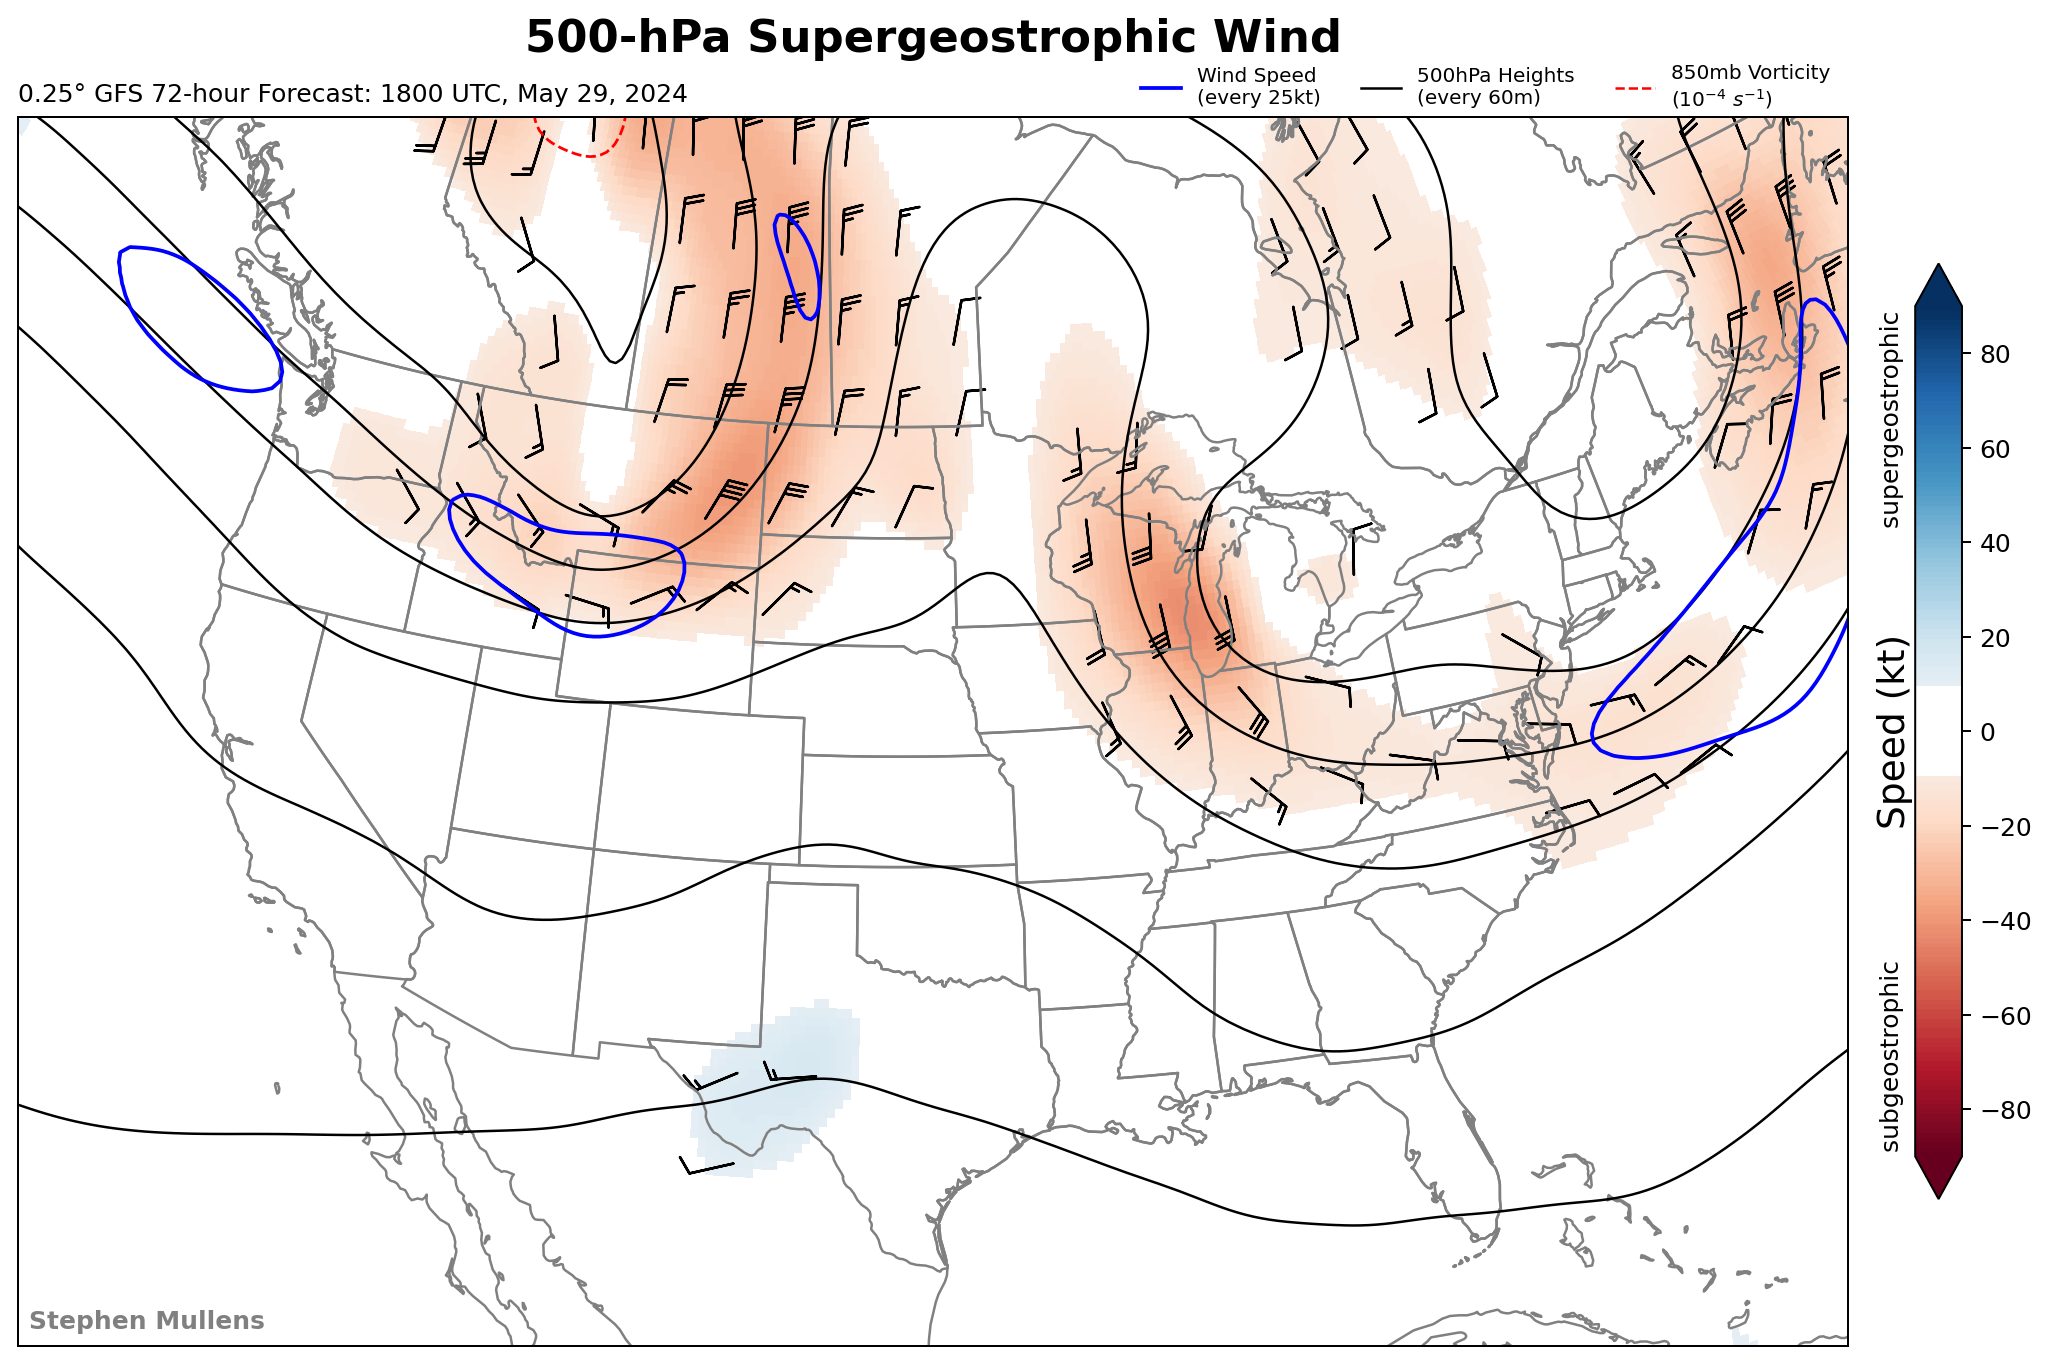 500-hPa Supergeostrophic Wind
0.25° GFS 72-hour Forecast: 1800 UTC, May 29, 2024
Wind Speed
(every 25kt)
500hPa Heights
(every 60m)
850mb Vorticity
(10⁻⁴ s⁻¹)
supergeostrophic
Speed (kt)
subgeostrophic
80
60
40
20
0
−20
−40
−60
−80
Stephen Mullens